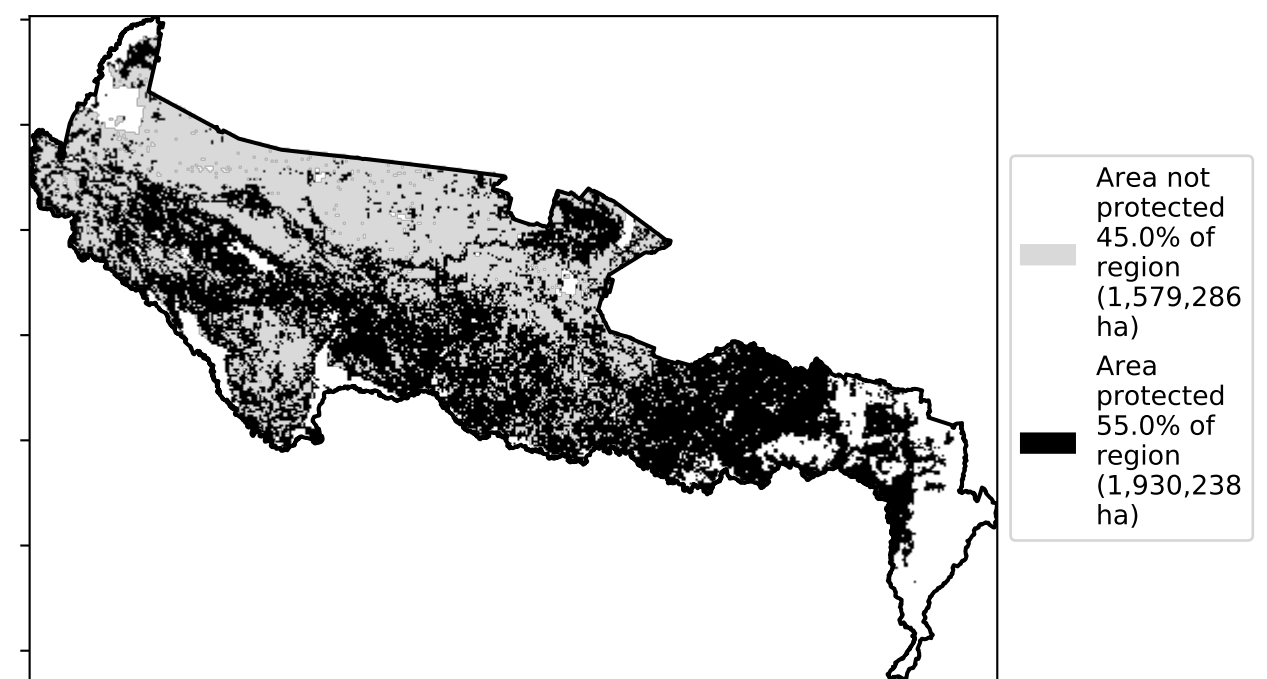 Area not
protected
45.0% of
region
(1,579,286
ha)
Area
protected
55.0% of
region
(1,930,238
ha)